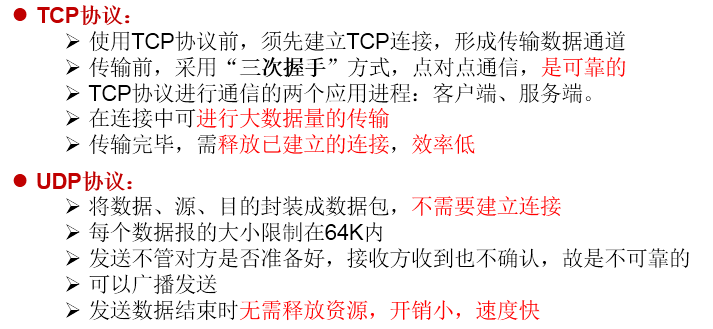 ● TCP协议：
➢ 使用TCP协议前，须先建立TCP连接，形成传输数据通道
➢ 传输前，采用“三次握手”方式，点对点通信，是可靠的
➢ TCP协议进行通信的两个应用进程：客户端、服务端。
➢ 在连接中可进行大数据量的传输
➢ 传输完毕，需释放已建立的连接，效率低
● UDP协议：
➢ 将数据、源、目的封装成数据包，不需要建立连接
➢ 每个数据报的大小限制在64K内
➢ 发送不管对方是否准备好，接收方收到也不确认，故是不可靠的
➢ 可以广播发送
➢ 发送数据结束时无需释放资源，开销小，速度快